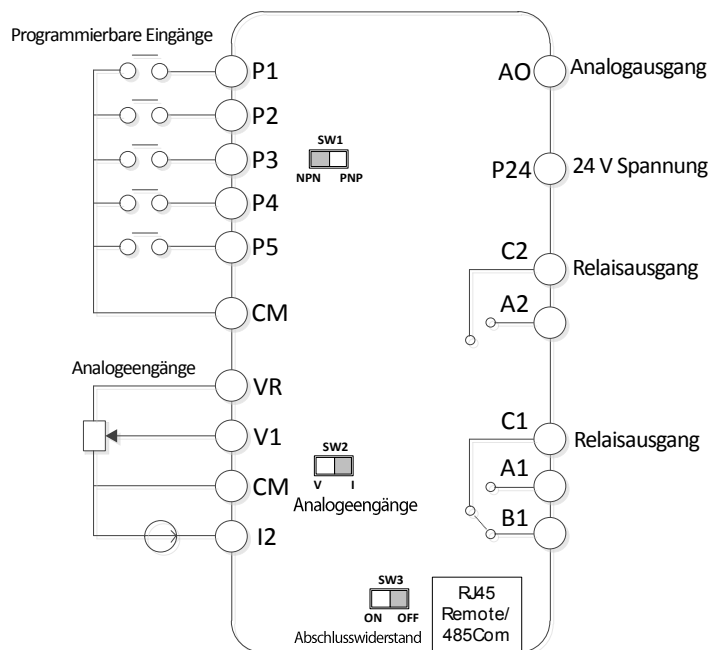 Programmierbare Eingänge
P1
P2
P3
P4
P5
CM
SW1
NPN PNP
Analogeengänge
VR
V1
CM
I2
SW2
V I
Analogeengänge
SW3
ON OFF
Abschlusswiderstand
RJ45
Remote/
485Com
AO Analogausgang
P24 24 V Spannung
C2
Relaisausgang
A2
C1
Relaisausgang
A1
B1